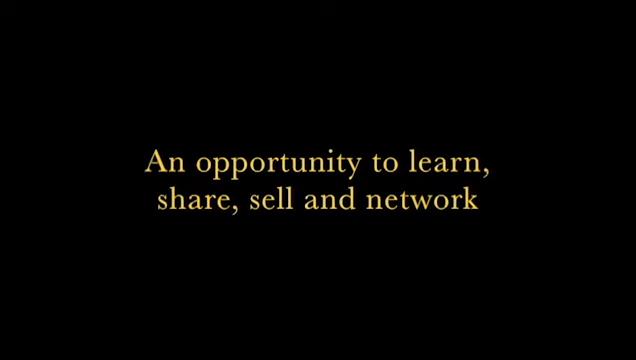 An opportunity to learn,
share, sell and network